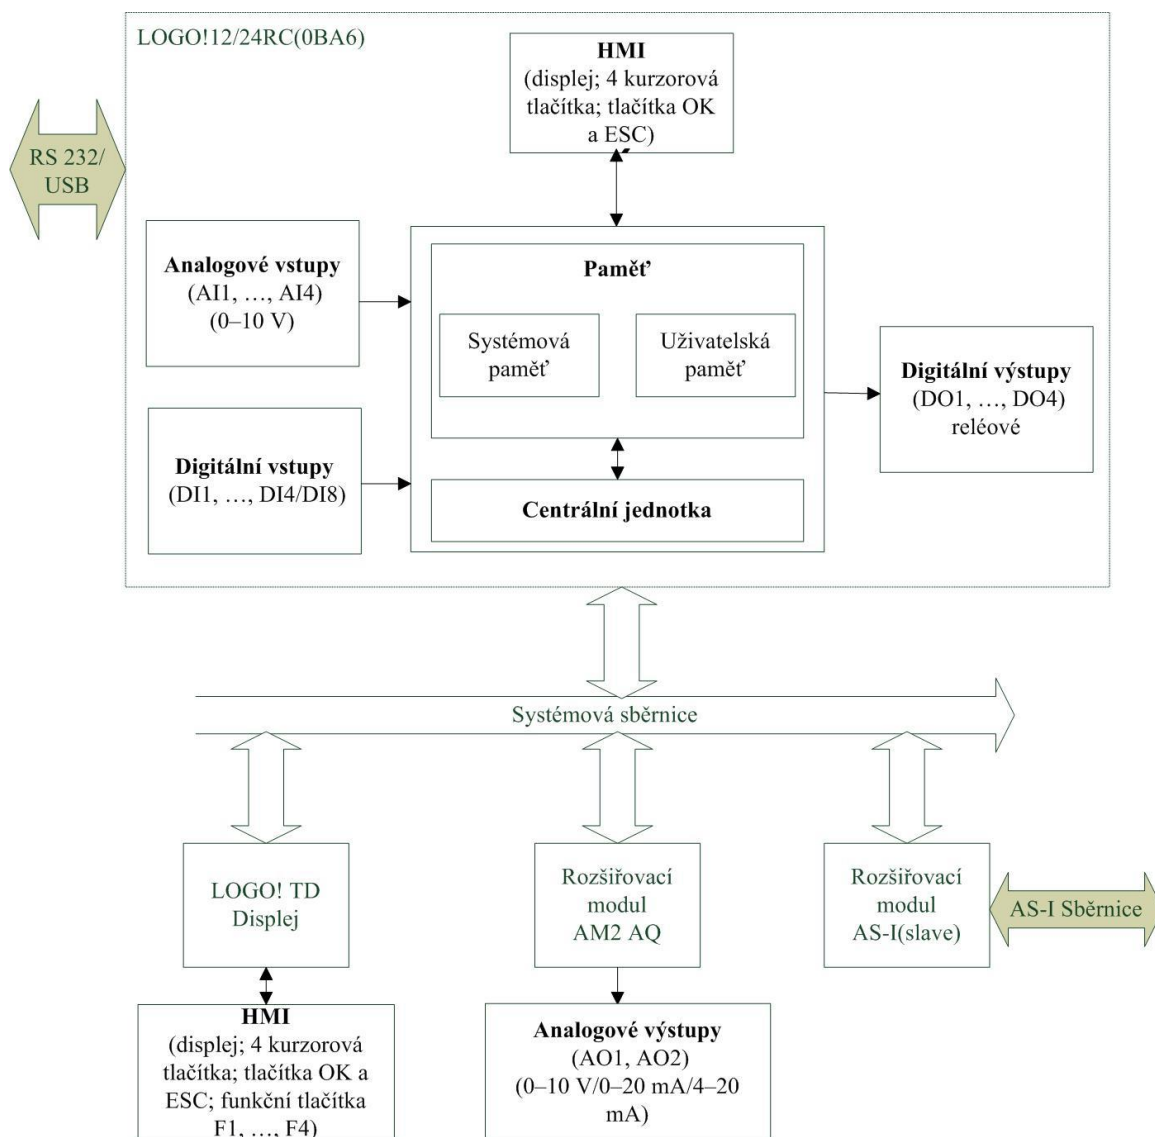 LOGO!12/24RC(0BA6)
HMI
(displej; 4 kurzorová
tlačítka; tlačítka OK
a ESC)
RS 232/
USB
Analogové vstupy
(AI1, …, AI4)
(0–10 V)
Paměť
Systémová
paměť
Uživatelská
paměť
Digitální výstupy
(DO1, …, DO4)
reléové
Digitální vstupy
(DI1, …, DI4/DI8)
Centrální jednotka
Systémová sběrnice
LOGO! TD
Displej
Rozšiřovací
modul
AM2 AQ
Rozšiřovací
modul
AS-I(slave)
AS-I Sběrnice
HMI
(displej; 4 kurzorová
tlačítka; tlačítka OK a
ESC; funkční tlačítka
F1, …, F4)
Analogové výstupy
(AO1, AO2)
(0–10 V/0–20 mA/4–20
mA)